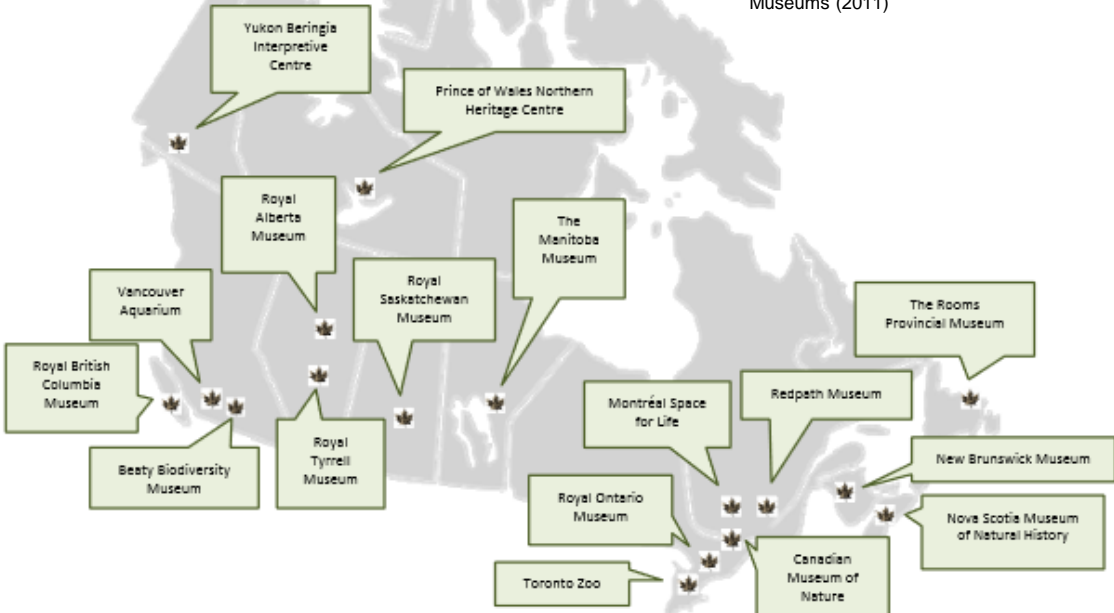 Museums (2011)
Yukon Beringia
Interpretive
Centre
Prince of Wales Northern
Heritage Centre
Royal
Alberta
Museum
The
Manitoba
Museum
Royal
Saskatchewan
Museum
Vancouver
Aquarium
The Rooms
Provincial Museum
Royal British
Columbia
Museum
Montréal Space
for Life
Redpath Museum
Royal
Tyrrell
Museum
Beaty Biodiversity
Museum
New Brunswick Museum
Royal Ontario
Museum
Nova Scotia Museum
of Natural History
Canadian
Museum of
Nature
Toronto Zoo